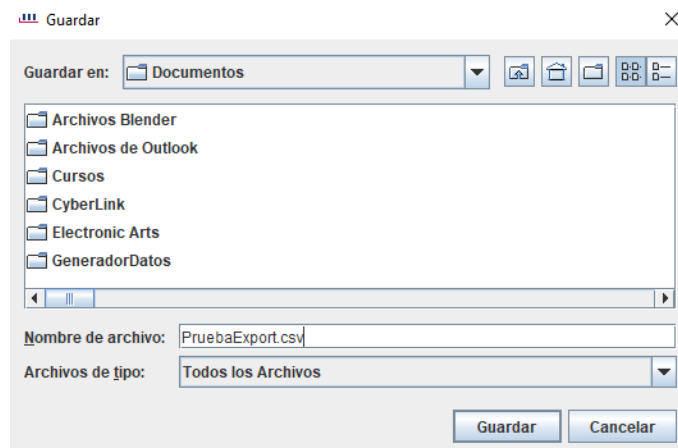 Guardar
Guardar en: Documentos
Archivos Blender
Archivos de Outlook
Cursos
CyberLink
Electronic Arts
GeneradorDatos
Nombre de archivo: PruebaExport.csv
Archivos de tipo: Todos los Archivos
Guardar Cancelar